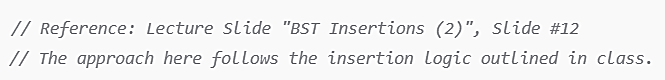 // Reference: Lecture Slide "BST Insertions (2)", Slide #12
// The approach here follows the insertion logic outlined in class.